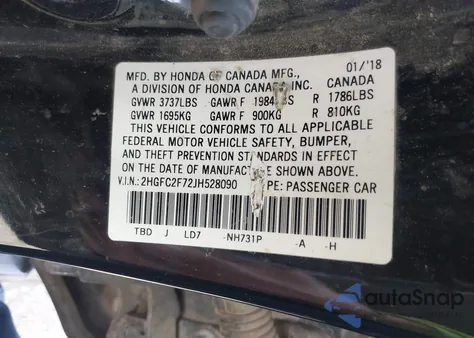 MFD. BY HONDA OF CANADA MFG., 01/'18
A DIVISION OF HONDA CANADA INC. CANADA
GVWR 3737LBS GAWR F 1984LBS R 1786LBS
GVWR 1695KG GAWR F 900KG R 810KG
THIS VEHICLE CONFORMS TO ALL APPLICABLE
FEDERAL MOTOR VEHICLE SAFETY, BUMPER,
AND THEFT PREVENTION STANDARDS IN EFFECT
ON THE DATE OF MANUFACTURE SHOWN ABOVE.
V.I.N.: 2HGFC2F72JH528090 TYPE: PASSENGER CAR
TBD J LD7 -NH731P -A -H
autoSnap